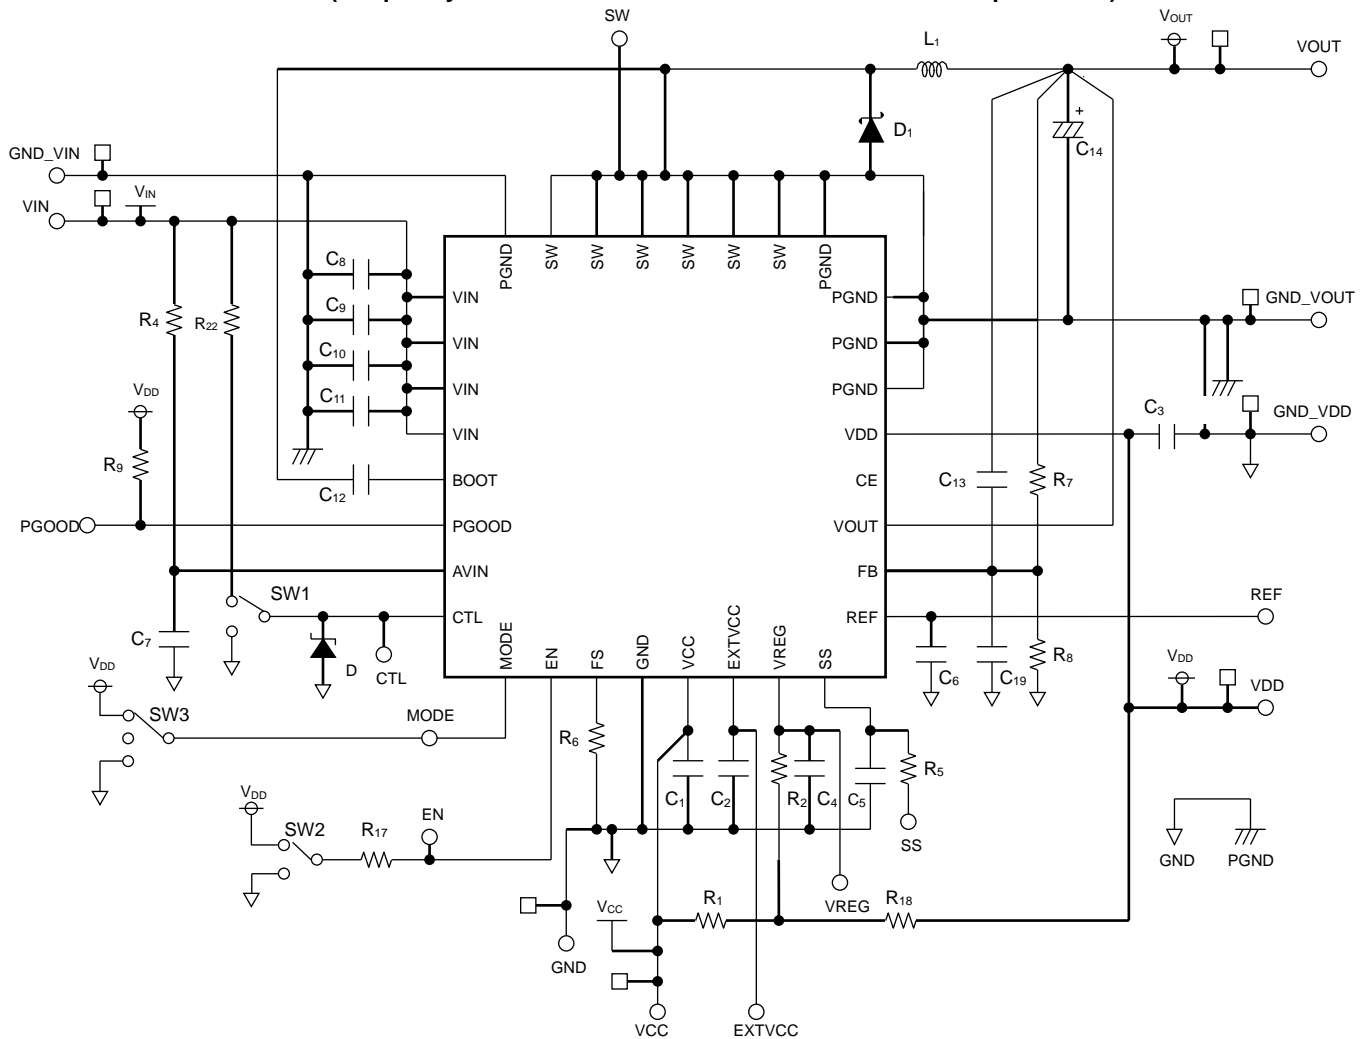 SW
VOUT
L1
VOUT
D1
C14
GND_VIN
VIN
VIN
PGND
SW
SW
SW
SW
SW
SW
PGND
C8
VIN
PGND
GND_VOUT
R4
R22
C9
VIN
PGND
C10
VIN
PGND
VDD
C11
VIN
VDD
C3
GND_VDD
R9
C12
BOOT
CE
C13
R7
PGOOD
PGOOD
VOUT
AVIN
FB
SW1
CTL
REF
REF
C7
D
CTL
MODE
EN
FS
GND
VCC
EXTVCC
VREG
SS
C6
C19
R8
VDD
VDD
VDD
SW3
MODE
R6
C1
C2
R2
C4
C5
R5
VDD
SW2
R17
EN
SS
GND
PGND
VREG
VCC
R1
R18
GND
VCC
EXTVCC